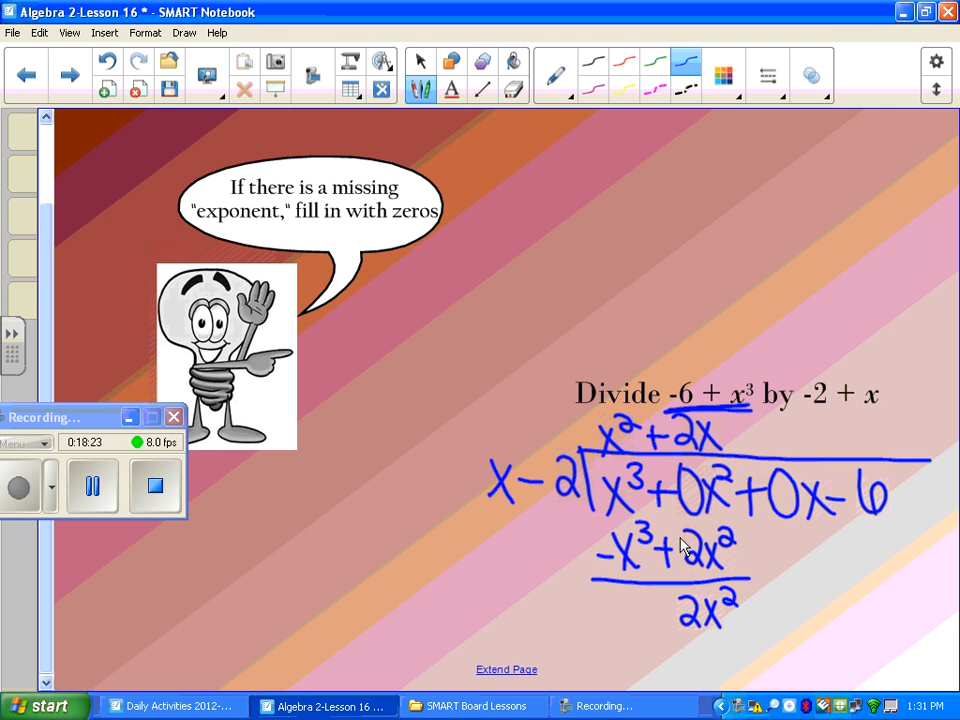 Algebra 2-Lesson 16 * - SMART Notebook
File Edit View Insert Format Draw Help
If there is a missing
"exponent," fill in with zeros
Divide -6 + x³ by -2 + x
x² + 2x
x - 2 x³ + 0x² + 0x - 6
-x³ + 2x²
2x²
Recording...
Menu
0:18:23
8.0 fps
Extend Page
start
Daily Activities 2012-...
Algebra 2-Lesson 16 ...
SMART Board Lessons
Recording...
1:31 PM